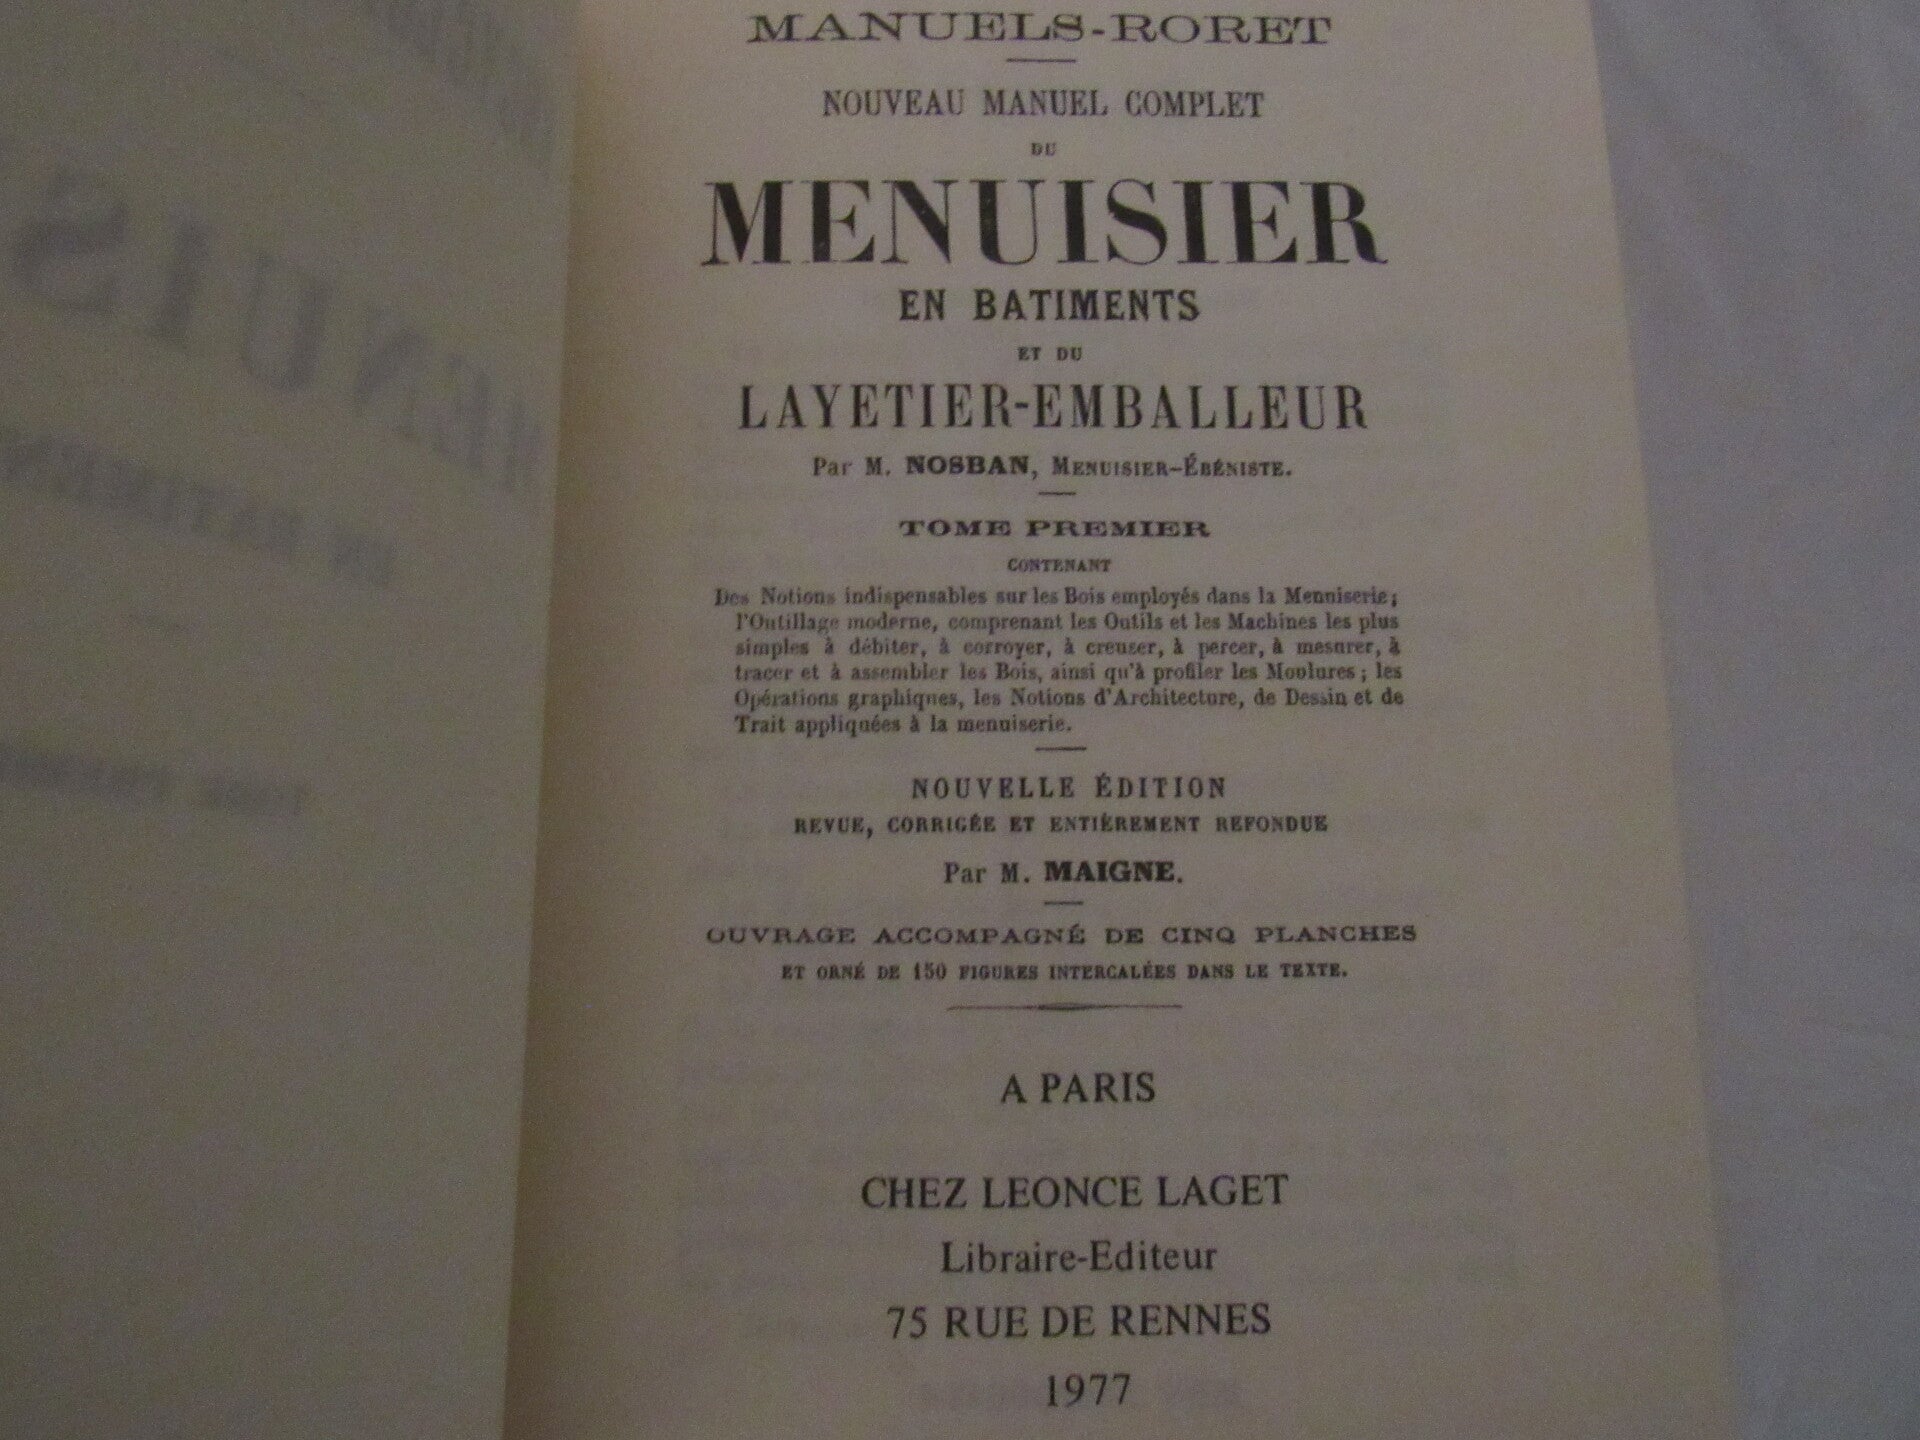 MANUELS-RORET
NOUVEAU MANUEL COMPLET
DU
MENUISIER
EN BATIMENTS
ET DU
LAYETIER-EMBALLEUR
Par M. NOSBAN, MENUISIER-ÉBÉNISTE.
TOME PREMIER
CONTENANT
Des Notions indispensables sur les Bois employés dans la Menuiserie;
l'Outillage moderne, comprenant les Outils et les Machines les plus
simples à débiter, à corroyer, à creuser, à percer, à mesurer, à
tracer et à assembler les Bois, ainsi qu'à profiler les Moulures; les
Opérations graphiques, les Notions d'Architecture, de Dessin et de
Trait appliquées à la menuiserie.
NOUVELLE ÉDITION
REVUE, CORRIGÉE ET ENTIÈREMENT REFONDUE
Par M. MAIGNE.
OUVRAGE ACCOMPAGNÉ DE CINQ PLANCHES
ET ORNÉ DE 150 FIGURES INTERCALÉES DANS LE TEXTE.
A PARIS
CHEZ LEONCE LAGET
Libraire-Editeur
75 RUE DE RENNES
1977